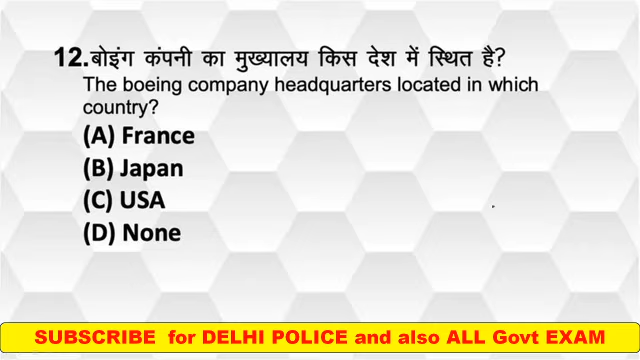 12.बोइंग कंपनी का मुख्यालय किस देश में स्थित है?
The boeing company headquarters located in which
country?
(A) France
(B) Japan
(C) USA
(D) None
SUBSCRIBE for DELHI POLICE and also ALL Govt EXAM